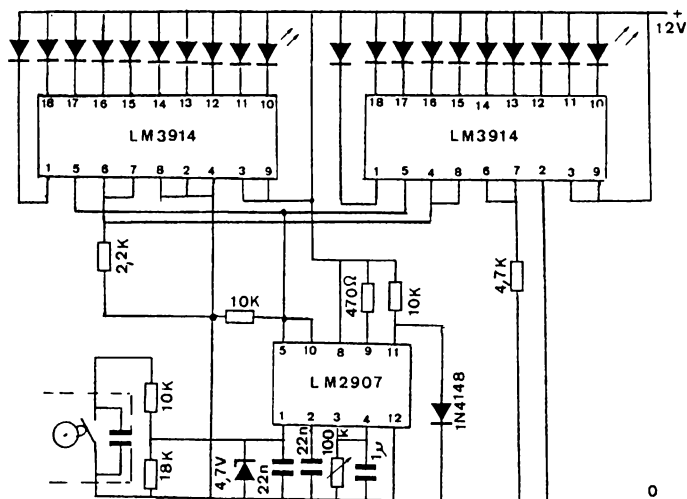 +
12V
18 17 16 15 14 13 12 11 10
LM3914
1 5 6 7 8 2 4 3 9
18 17 16 15 14 13 12 11 10
LM3914
1 5 4 8 6 7 2 3 9
2,2K
10K
470Ω
10K
4,7K
5 10 8 9 11
LM2907
1 2 3 4 12
10K
18K
4,7V
22n
22n
100k
1µ
1N4148
0